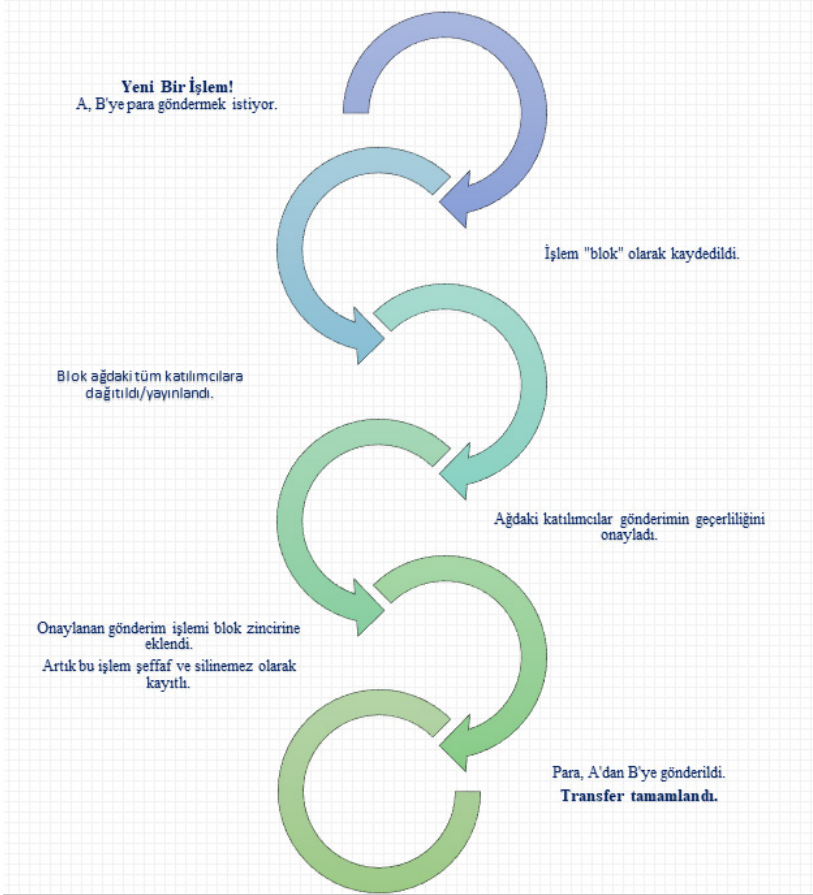 Yeni Bir İşlem!
A, B'ye para göndermek istiyor.
İşlem "blok" olarak kaydedildi.
Blok ağdaki tüm katılımcılara
dağıtıldı/yayınlandı.
Ağdaki katılımcılar gönderimin geçerliliğini
onayladı.
Onaylanan gönderim işlemi blok zincirine
eklendi.
Artık bu işlem şeffaf ve silinemez olarak
kayıtlı.
Para, A'dan B'ye gönderildi.
Transfer tamamlandı.